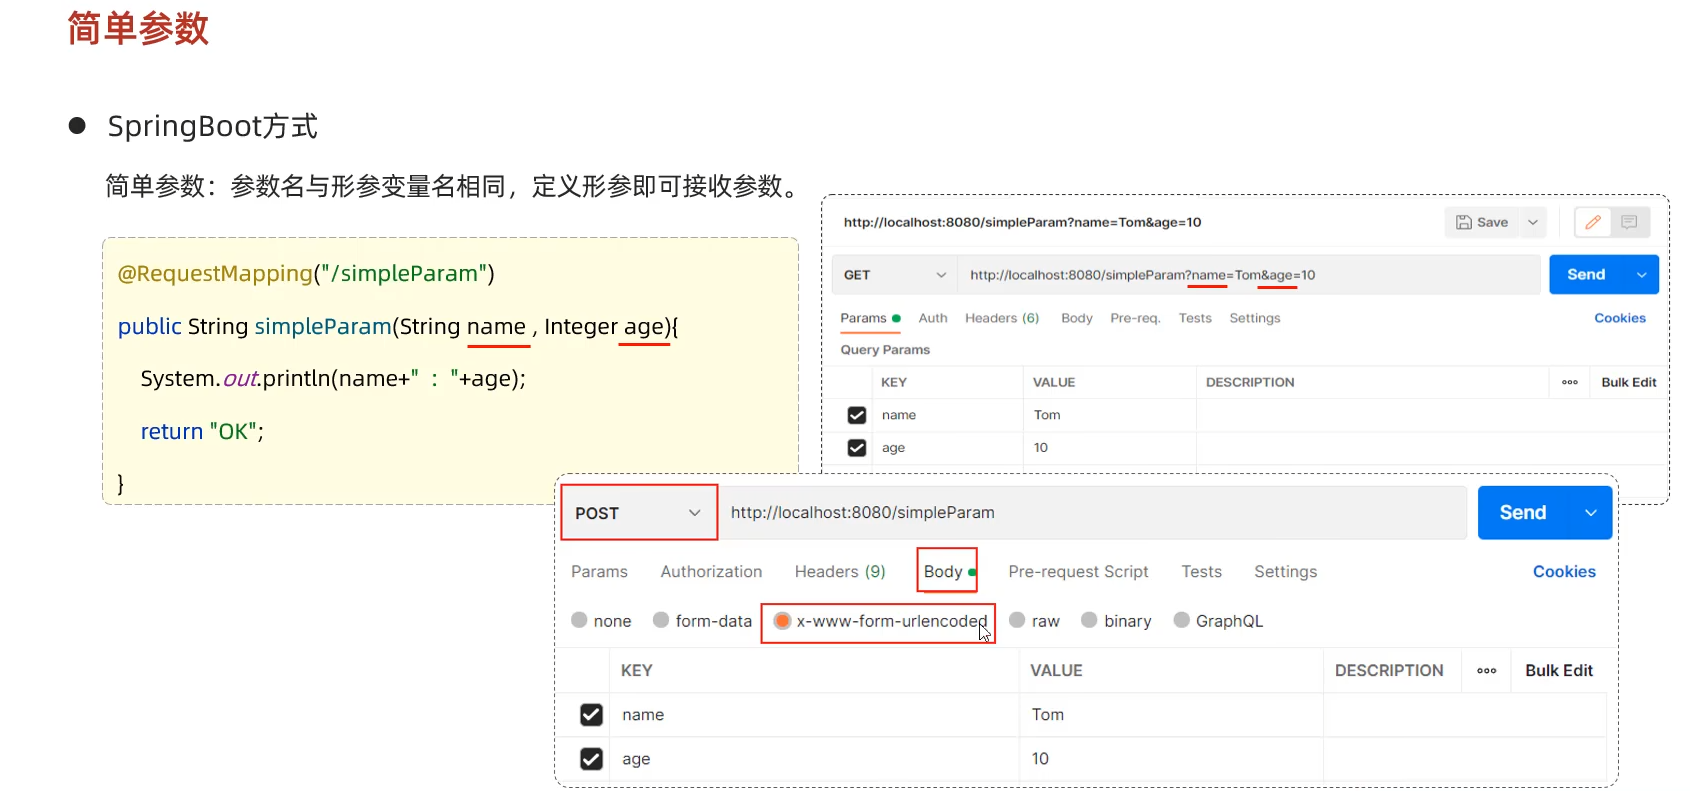 简单参数
● SpringBoot方式
简单参数：参数名与形参变量名相同，定义形参即可接收参数。
@RequestMapping("/simpleParam")
public String simpleParam(String name , Integer age){
System.out.println(name+" : "+age);
return "OK";
}
http://localhost:8080/simpleParam?name=Tom&age=10
Save
GET
http://localhost:8080/simpleParam?name=Tom&age=10
Send
Params Auth Headers (6) Body Pre-req. Tests Settings Cookies
Query Params
KEY VALUE DESCRIPTION ooo Bulk Edit
name Tom
age 10
POST http://localhost:8080/simpleParam Send
Params Authorization Headers (9) Body Pre-request Script Tests Settings Cookies
none form-data x-www-form-urlencoded raw binary GraphQL
KEY VALUE DESCRIPTION ooo Bulk Edit
name Tom
age 10